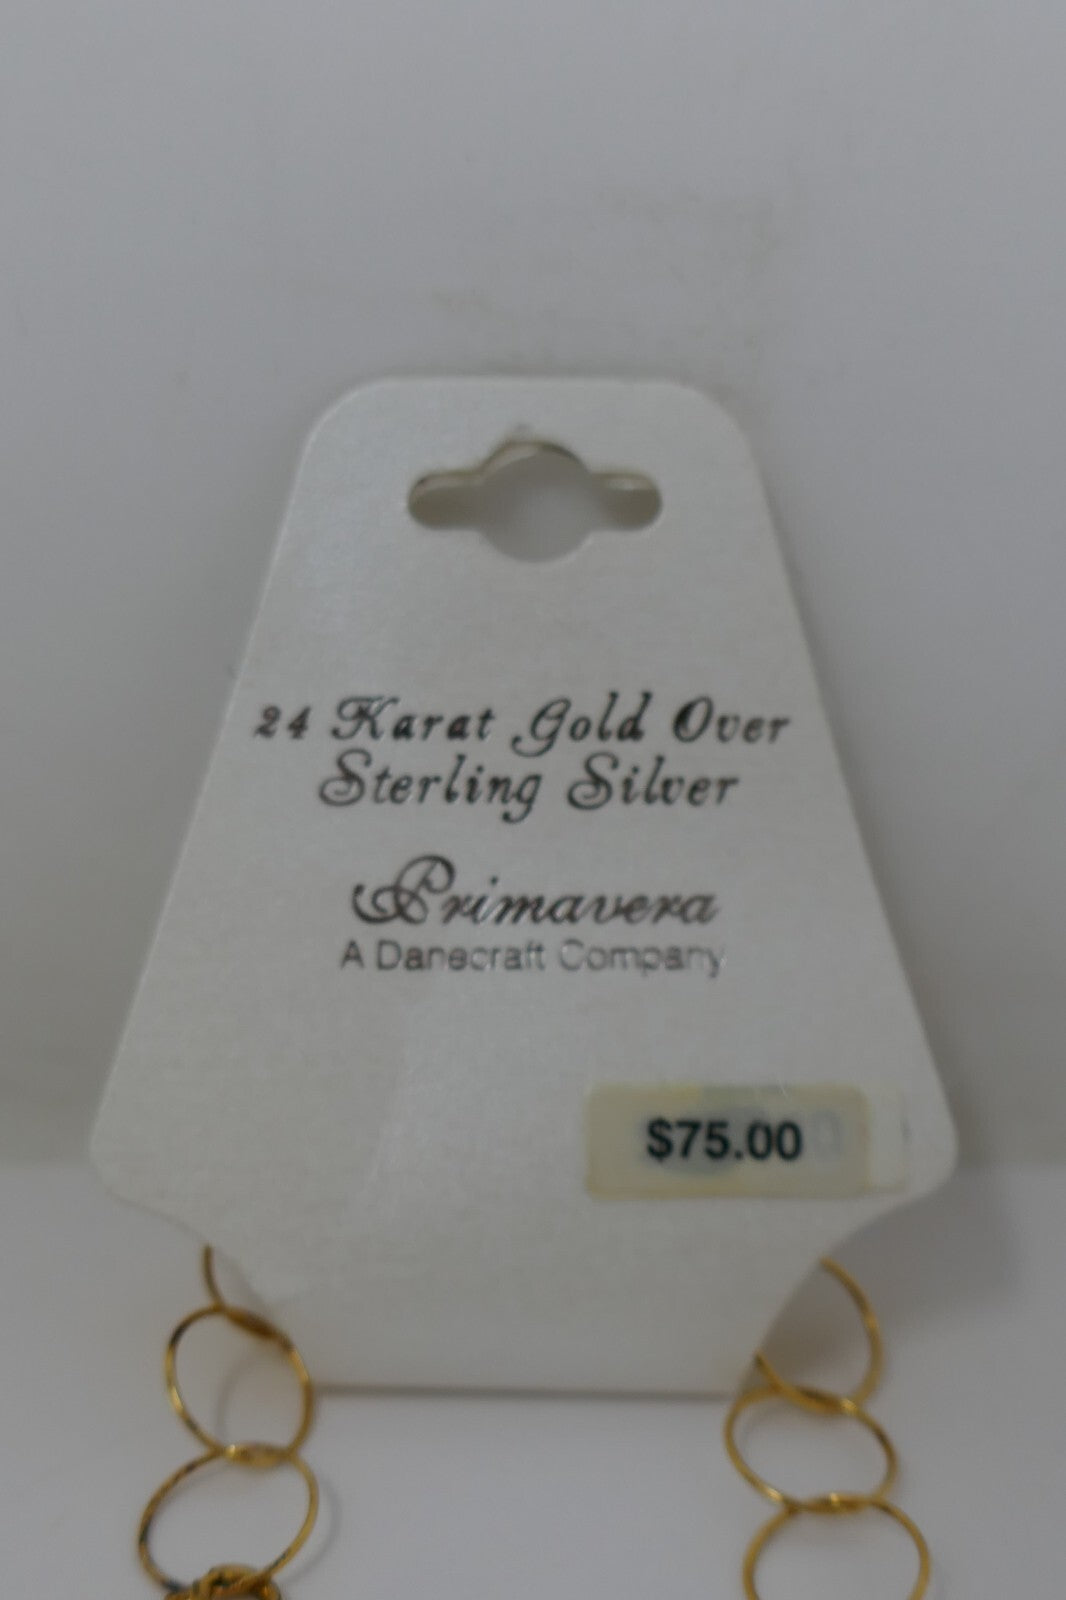 24 Karat Gold Over
Sterling Silver
Primavera
A Danecraft Company
$75.00